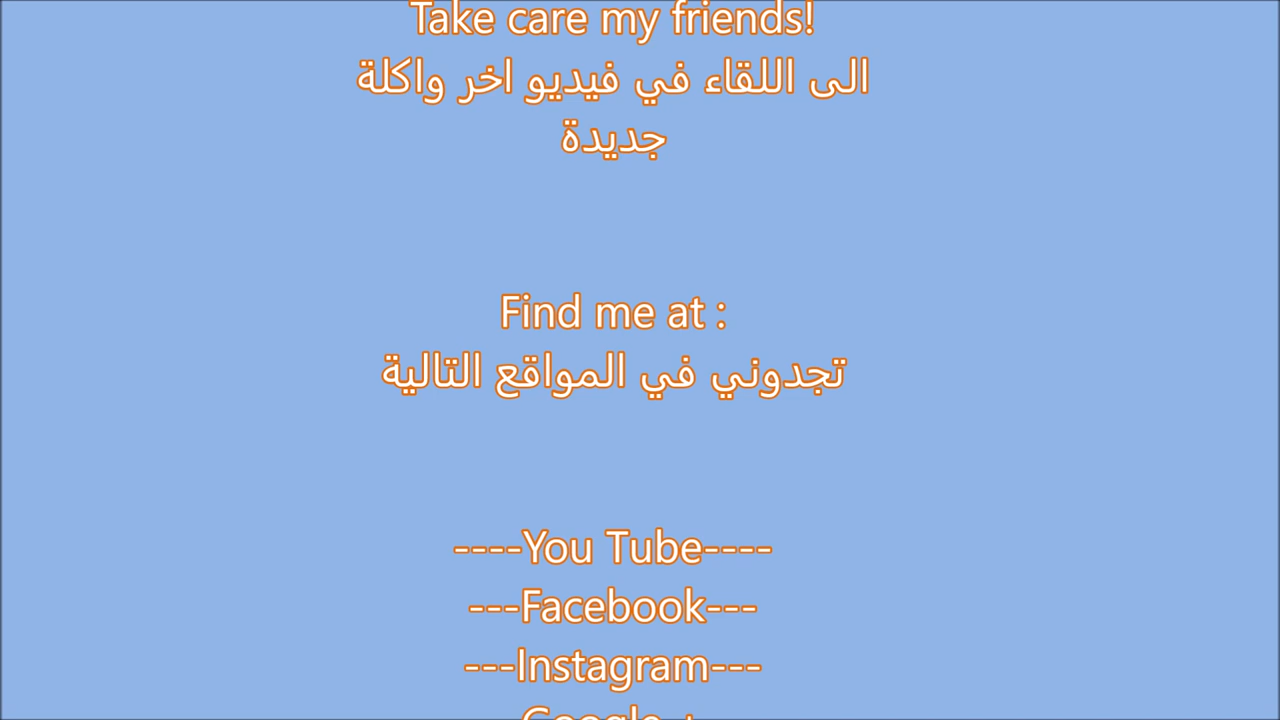 Take care my friends!
الى اللقاء في فيديو اخر واكلة
جديدة
Find me at :
تجدوني في المواقع التالية
----You Tube----
---Facebook---
---Instagram---
Google +